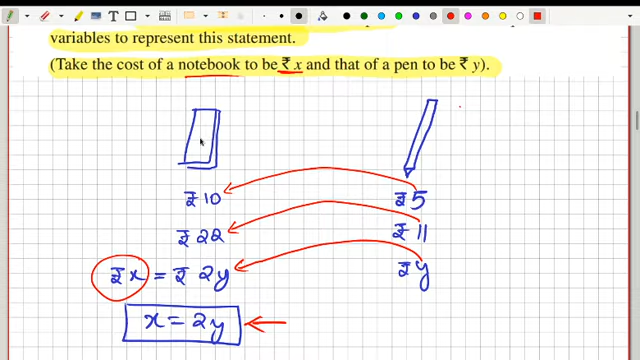 variables to represent this statement.
(Take the cost of a notebook to be ₹ x and that of a pen to be ₹ y).
₹ 10 ₹ 5
₹ 22 ₹ 11
₹ x = ₹ 2y ₹ y
x = 2y